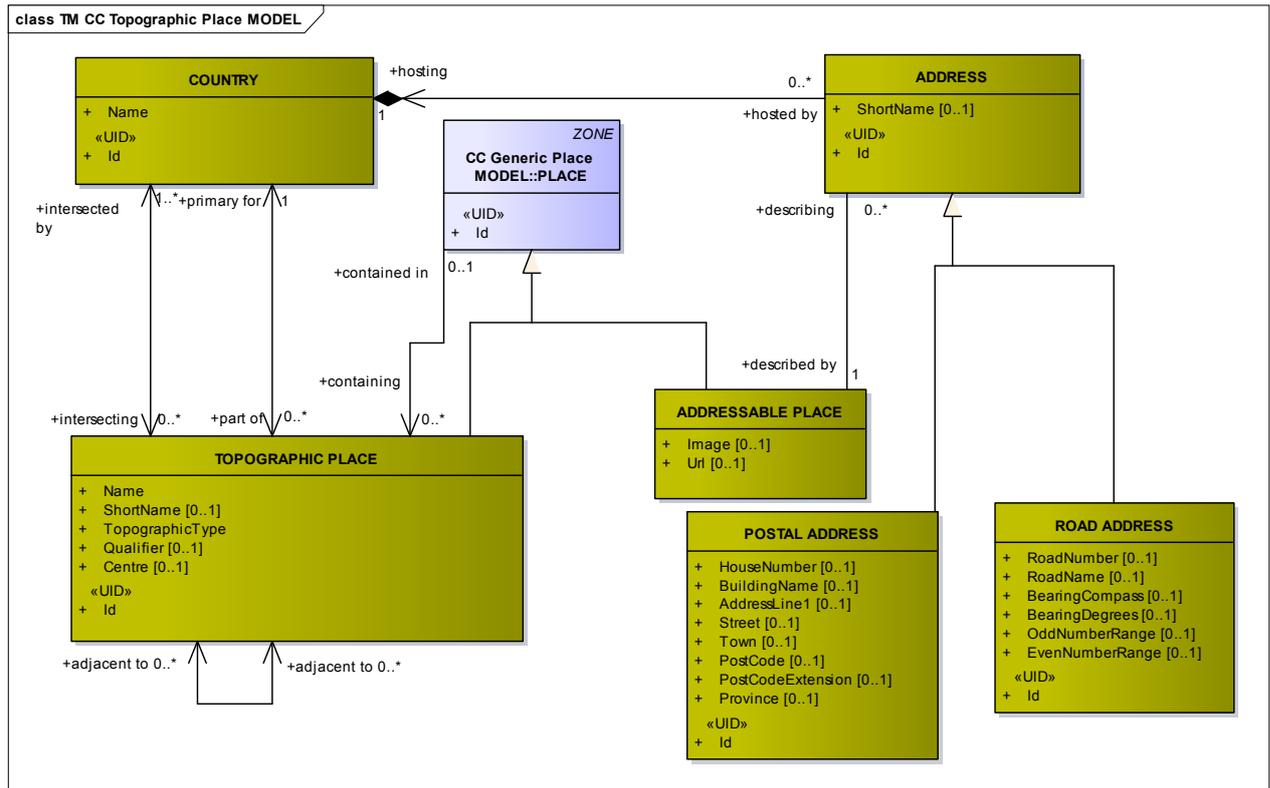 class TM CC Topographic Place MODEL
COUNTRY
+ Name
«UID»
+ Id
+hosting
1
0..*
+hosted by
ADDRESS
+ ShortName [0..1]
«UID»
+ Id
ZONE
CC Generic Place
MODEL::PLACE
«UID»
+ Id
+intersected
by
1..*
+primary for
1
+contained in
0..1
+describing
0..*
+containing
0..*
+described by
1
+intersecting
0..*
+part of
0..*
TOPOGRAPHIC PLACE
+ Name
+ ShortName [0..1]
+ TopographicType
+ Qualifier [0..1]
+ Centre [0..1]
«UID»
+ Id
+adjacent to 0..*
+adjacent to 0..*
ADDRESSABLE PLACE
+ Image [0..1]
+ Url [0..1]
POSTAL ADDRESS
+ HouseNumber [0..1]
+ BuildingName [0..1]
+ AddressLine1 [0..1]
+ Street [0..1]
+ Town [0..1]
+ PostCode [0..1]
+ PostCodeExtension [0..1]
+ Province [0..1]
«UID»
+ Id
ROAD ADDRESS
+ RoadNumber [0..1]
+ RoadName [0..1]
+ BearingCompass [0..1]
+ BearingDegrees [0..1]
+ OddNumberRange [0..1]
+ EvenNumberRange [0..1]
«UID»
+ Id